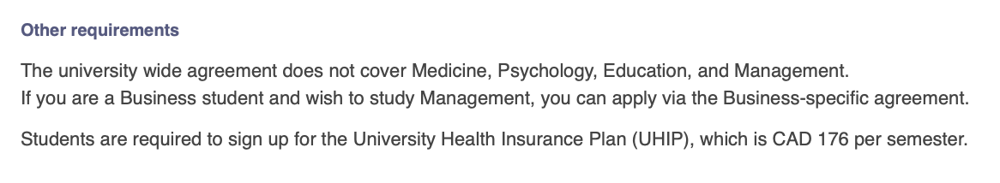 Other requirements
The university wide agreement does not cover Medicine, Psychology, Education, and Management.
If you are a Business student and wish to study Management, you can apply via the Business-specific agreement.
Students are required to sign up for the University Health Insurance Plan (UHIP), which is CAD 176 per semester.